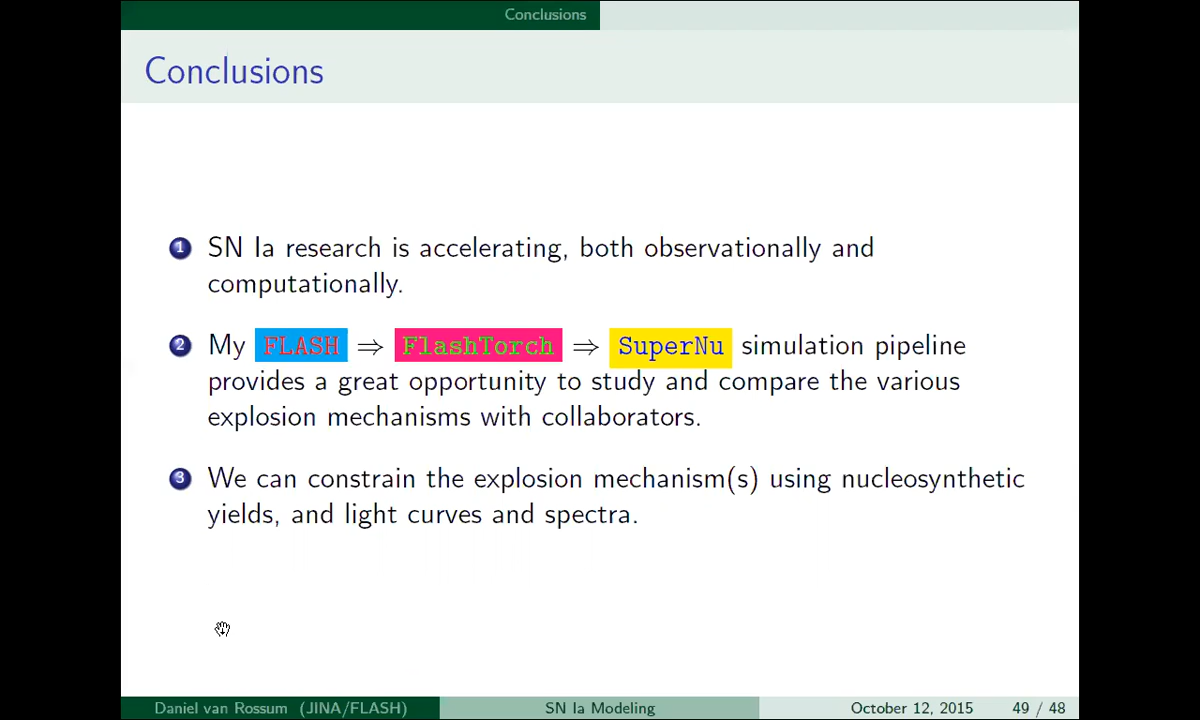 Conclusions
Conclusions
1 SN Ia research is accelerating, both observationally and
computationally.
2 My FLASH ⇒ FlashTorch ⇒ SuperNu simulation pipeline
provides a great opportunity to study and compare the various
explosion mechanisms with collaborators.
3 We can constrain the explosion mechanism(s) using nucleosynthetic
yields, and light curves and spectra.
Daniel van Rossum (JINA/FLASH) SN Ia Modeling October 12, 2015 49 / 48